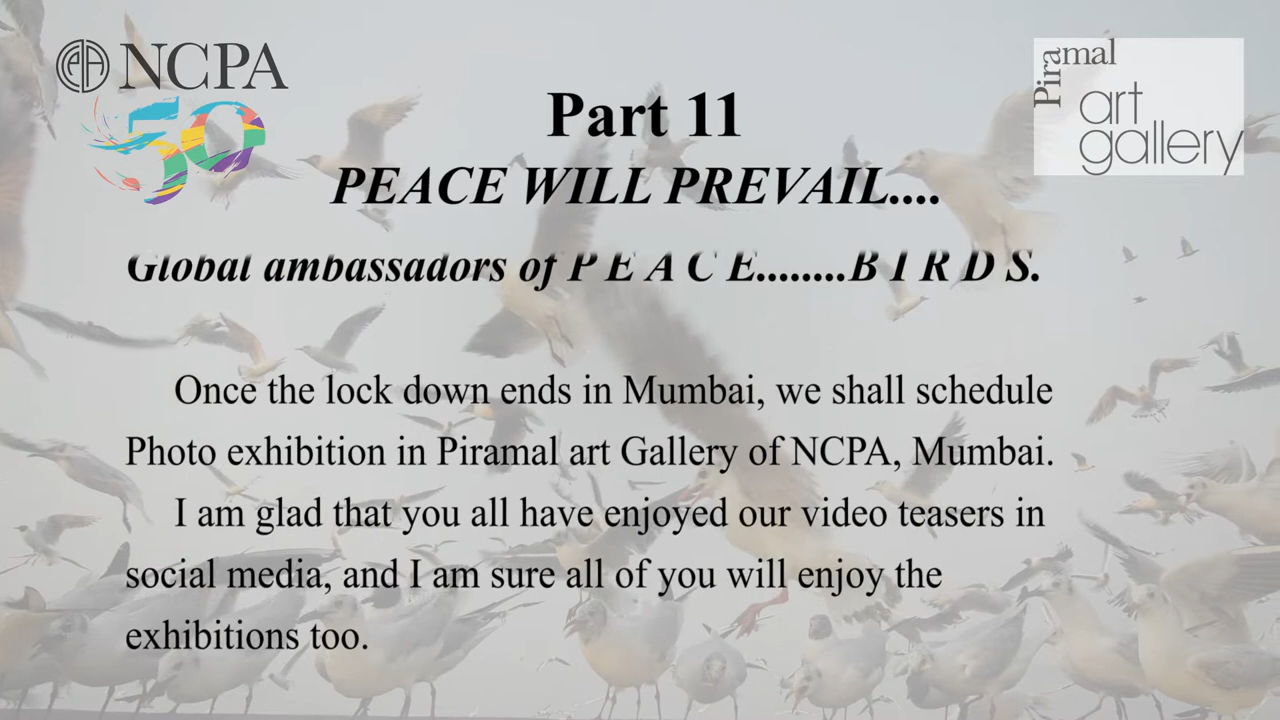 NCPA
50
Piramal
art
gallery
Part 11
PEACE WILL PREVAIL....
Global ambassadors of P E A C E........B I R D S.
Once the lock down ends in Mumbai, we shall schedule
Photo exhibition in Piramal art Gallery of NCPA, Mumbai.
I am glad that you all have enjoyed our video teasers in
social media, and I am sure all of you will enjoy the
exhibitions too.